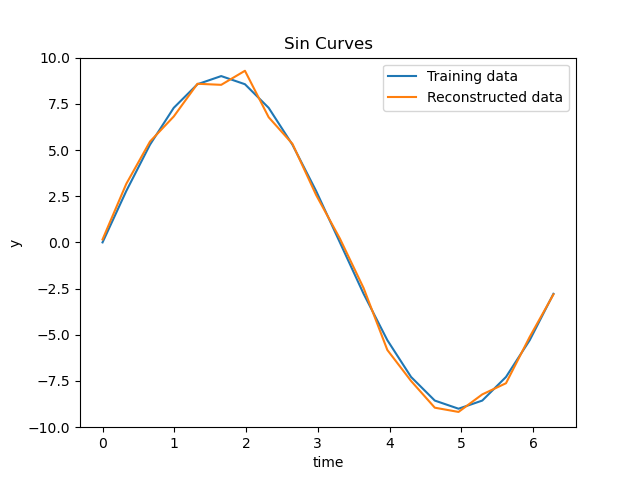 Sin Curves
Training data
Reconstructed data
10.0
7.5
5.0
2.5
0.0
−2.5
−5.0
−7.5
−10.0
y
0 1 2 3 4 5 6
time